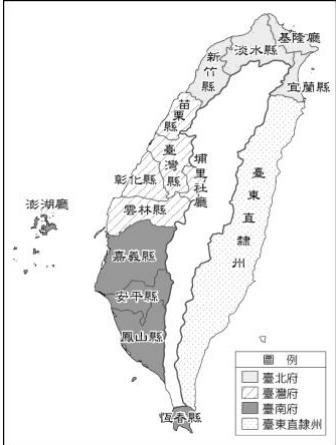 基隆廳
淡水縣
新竹縣
宜蘭縣
苗栗縣
臺灣縣
埔里社廳
彰化縣
雲林縣
臺東直隸州
澎湖廳
嘉義縣
安平縣
鳳山縣
恆春縣
圖例
臺北府
臺灣府
臺南府
臺東直隸州